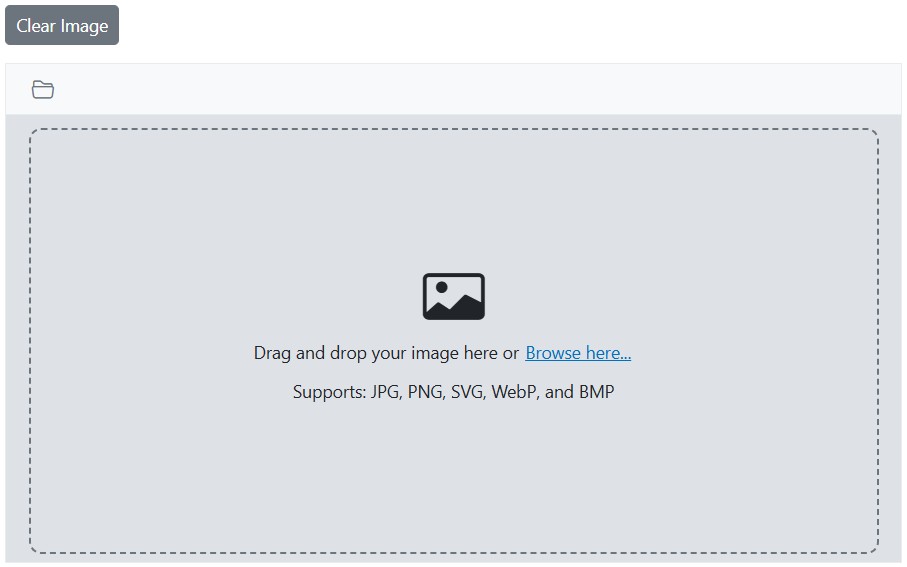 Clear Image
Drag and drop your image here or Browse here...
Supports: JPG, PNG, SVG, WebP, and BMP